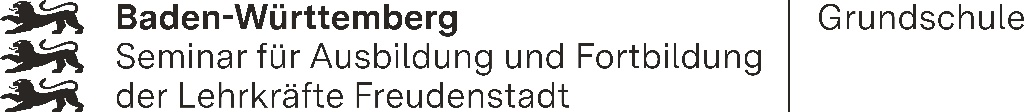 Baden-Württemberg
Seminar für Ausbildung und Fortbildung
der Lehrkräfte Freudenstadt
Grundschule